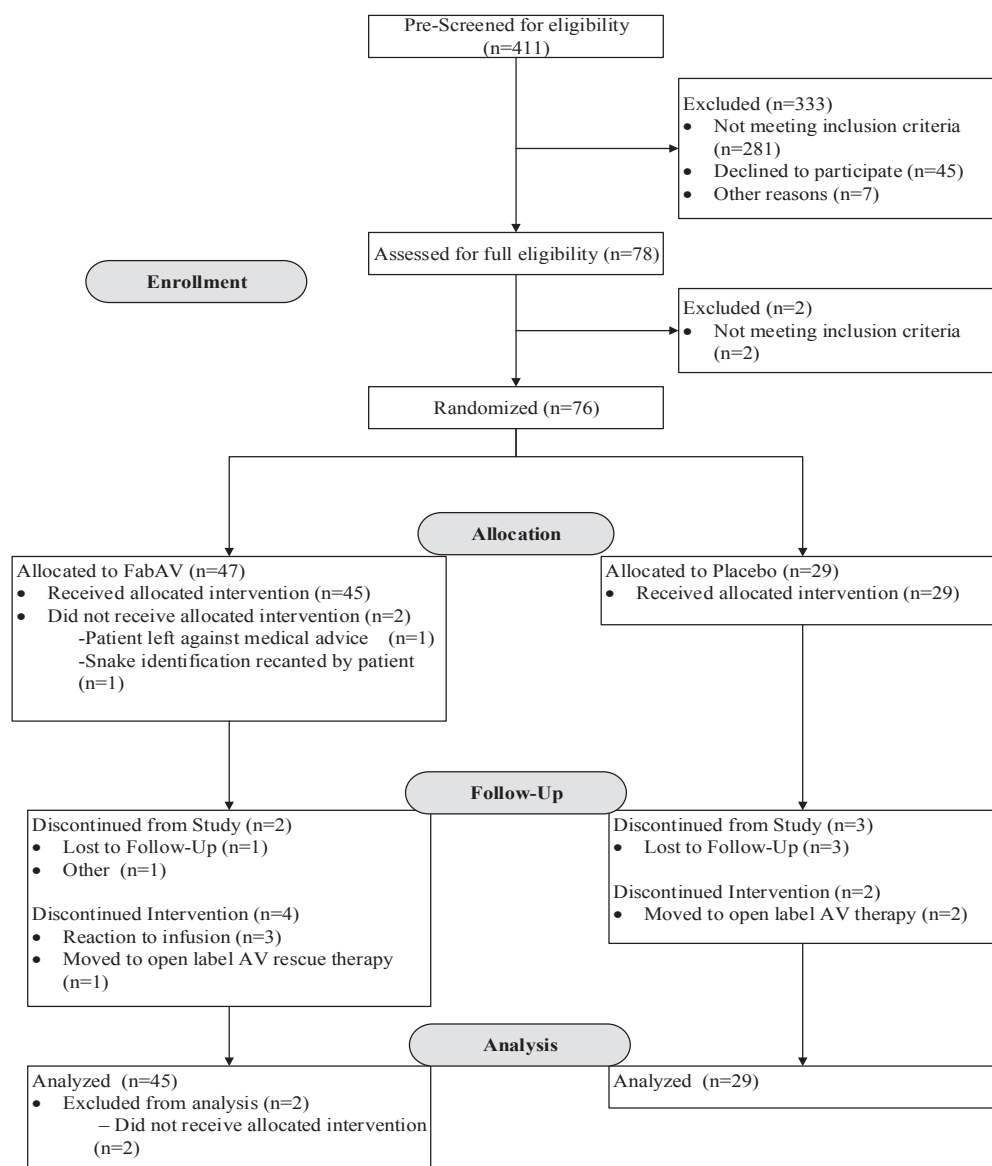 Pre-Screened for eligibility
(n=411)
Excluded (n=333)
• Not meeting inclusion criteria
(n=281)
• Declined to participate (n=45)
• Other reasons (n=7)
Assessed for full eligibility (n=78)
Enrollment
Excluded (n=2)
• Not meeting inclusion criteria
(n=2)
Randomized (n=76)
Allocation
Allocated to FabAV (n=47)
• Received allocated intervention (n=45)
• Did not receive allocated intervention (n=2)
-Patient left against medical advice (n=1)
-Snake identification recanted by patient
(n=1)
Allocated to Placebo (n=29)
• Received allocated intervention (n=29)
Follow-Up
Discontinued from Study (n=2)
• Lost to Follow-Up (n=1)
• Other (n=1)
Discontinued Intervention (n=4)
• Reaction to infusion (n=3)
• Moved to open label AV rescue therapy
(n=1)
Discontinued from Study (n=3)
• Lost to Follow-Up (n=3)
Discontinued Intervention (n=2)
• Moved to open label AV therapy (n=2)
Analysis
Analyzed (n=45)
• Excluded from analysis (n=2)
– Did not receive allocated intervention
(n=2)
Analyzed (n=29)